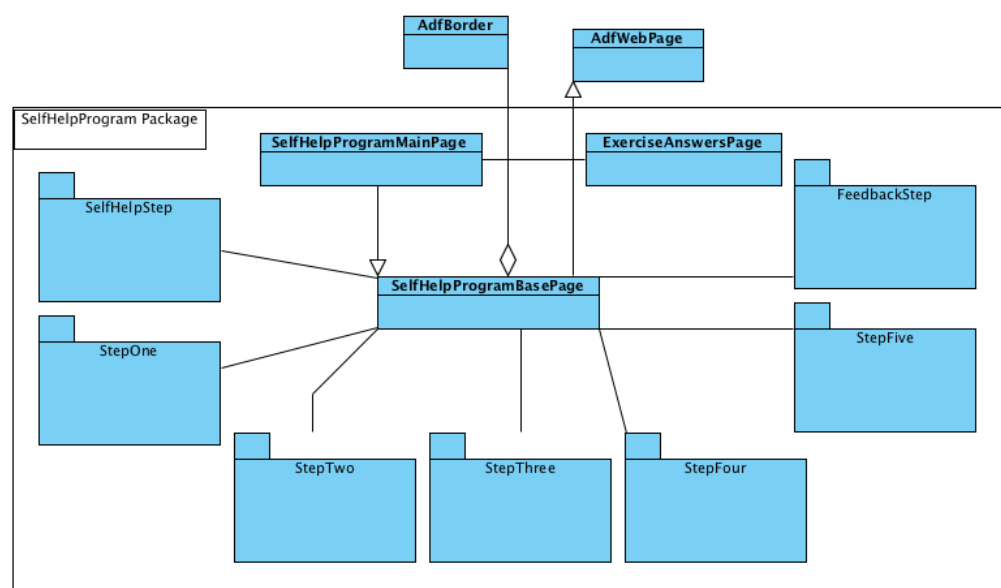 AdfBorder
AdfWebPage
SelfHelpProgram Package
SelfHelpProgramMainPage
ExerciseAnswersPage
SelfHelpStep
FeedbackStep
SelfHelpProgramBasePage
StepOne
StepFive
StepTwo
StepThree
StepFour